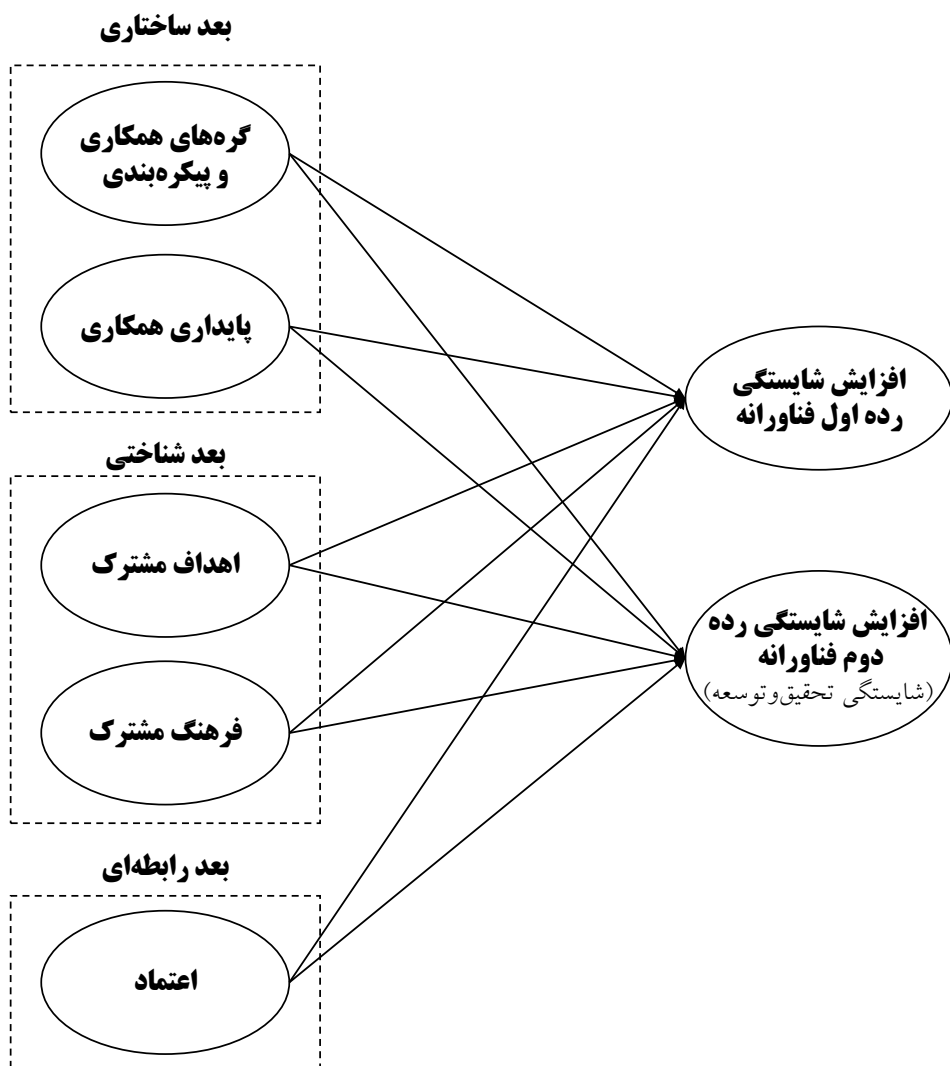 بعد ساختاری
گره‌های همکاری
و پیکره‌بندی
پایداری همکاری
افزایش شایستگی
رده اول فناورانه
بعد شناختی
اهداف مشترک
افزایش شایستگی رده
دوم فناورانه
(شایستگی تحقیق‌وتوسعه)
فرهنگ مشترک
بعد رابطه‌ای
اعتماد